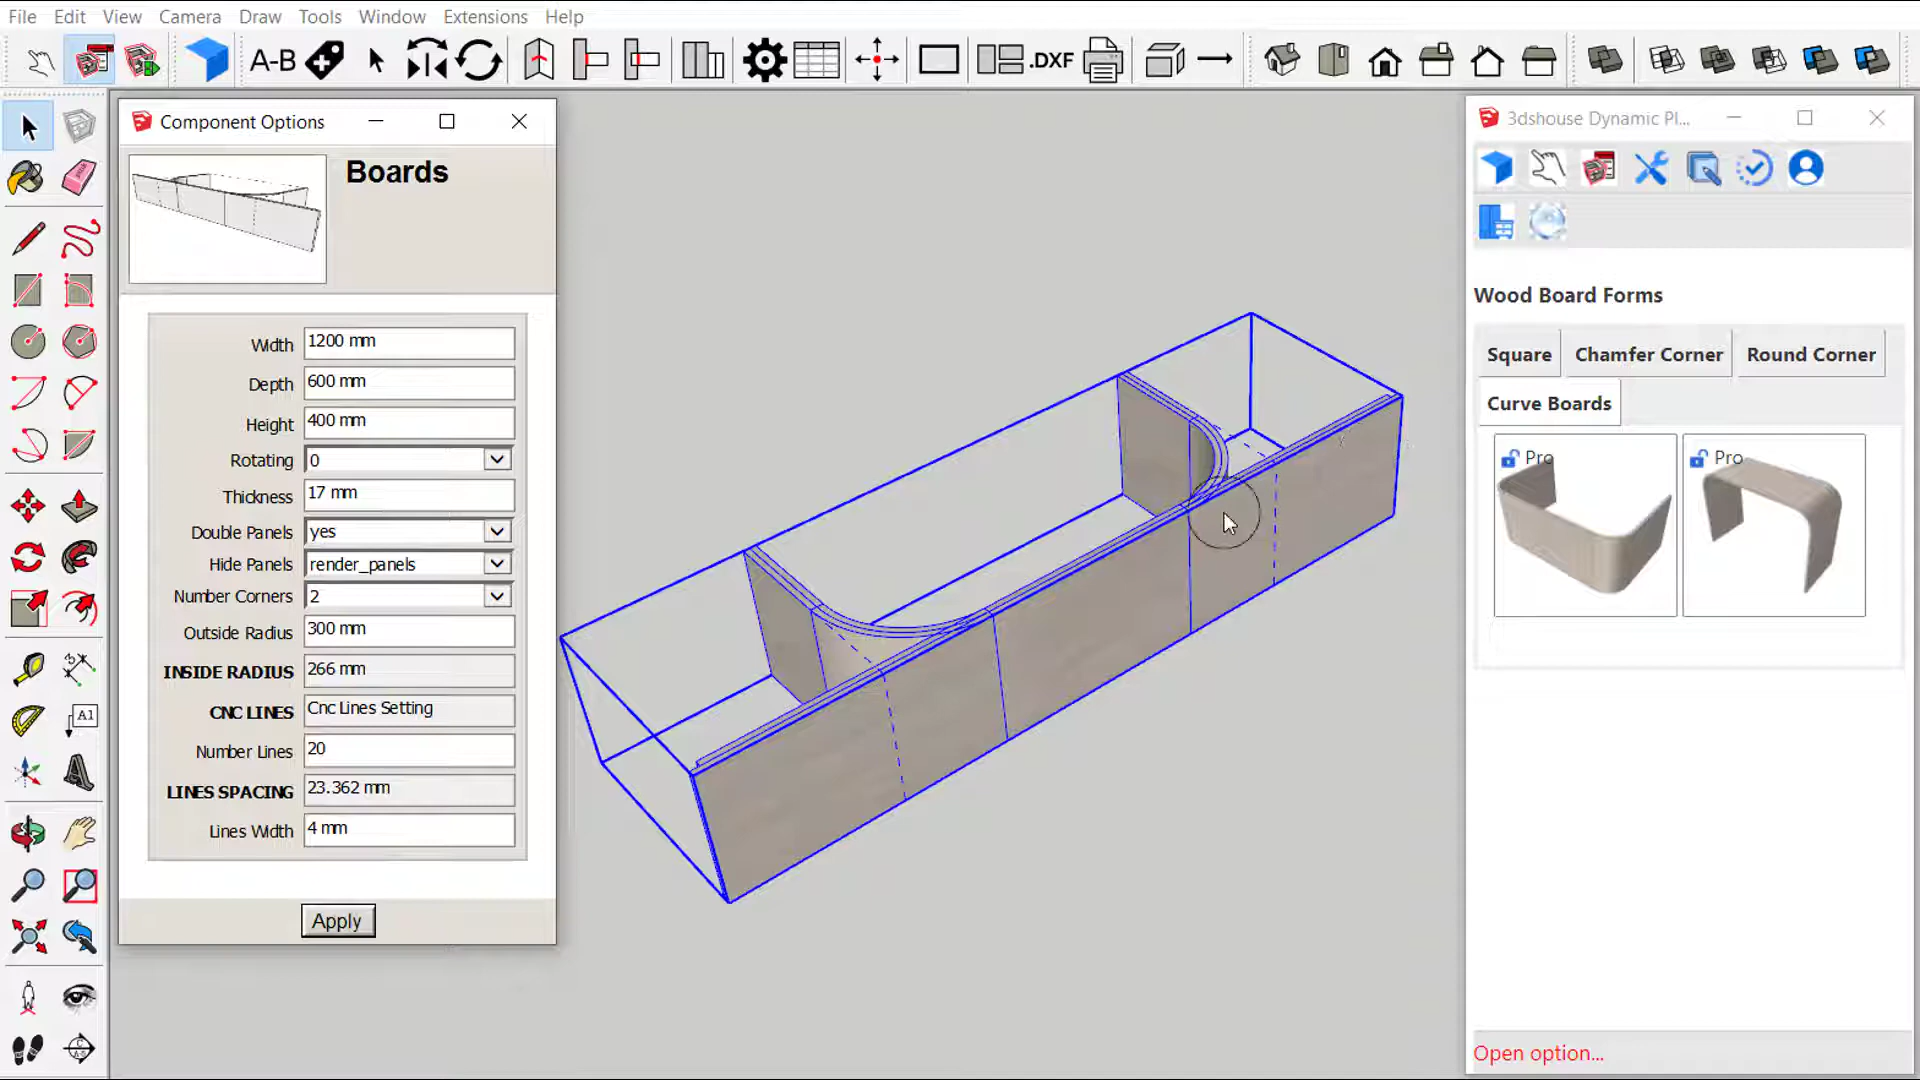 File Edit View Camera Draw Tools Window Extensions Help
A-B .DXF
Component Options
Boards
Width 1200 mm
Depth 600 mm
Height 400 mm
Rotating 0
Thickness 17 mm
Double Panels yes
Hide Panels render_panels
Number Corners 2
Outside Radius 300 mm
INSIDE RADIUS 266 mm
CNC LINES Cnc Lines Setting
Number Lines 20
LINES SPACING 23.362 mm
Lines Width 4 mm
Apply
A1
3dshouse Dynamic Pl...
Wood Board Forms
Square Chamfer Corner Round Corner
Curve Boards
Pro Pro
Open option...